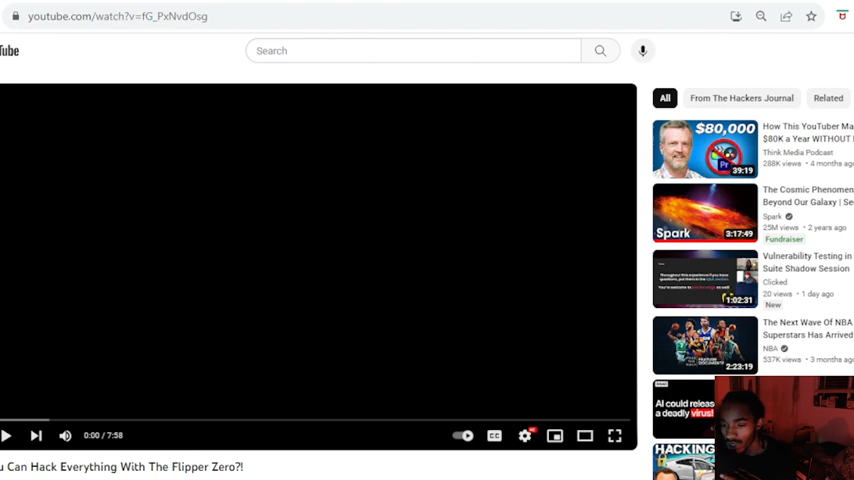 youtube.com/watch?v=fG_PxNvdOsg
Tube
Search
All
From The Hackers Journal
Related
$80,000
Pr
39:19
How This YouTuber Ma
$80K a Year WITHOUT
Think Media Podcast
288K views • 4 months ago
Spark
3:17:49
The Cosmic Phenomen
Beyond Our Galaxy | Se
Spark
25M views • 2 years ago
Fundraiser
1:02:31
Vulnerability Testing in
Suite Shadow Session
Clicked
20 views • 1 day ago
New
2:23:19
The Next Wave Of NBA
Superstars Has Arrived
NBA
537K views • 3 months ago
AI could release
a deadly virus!
HACKING
0:00 / 7:58
CC
u Can Hack Everything With The Flipper Zero?!